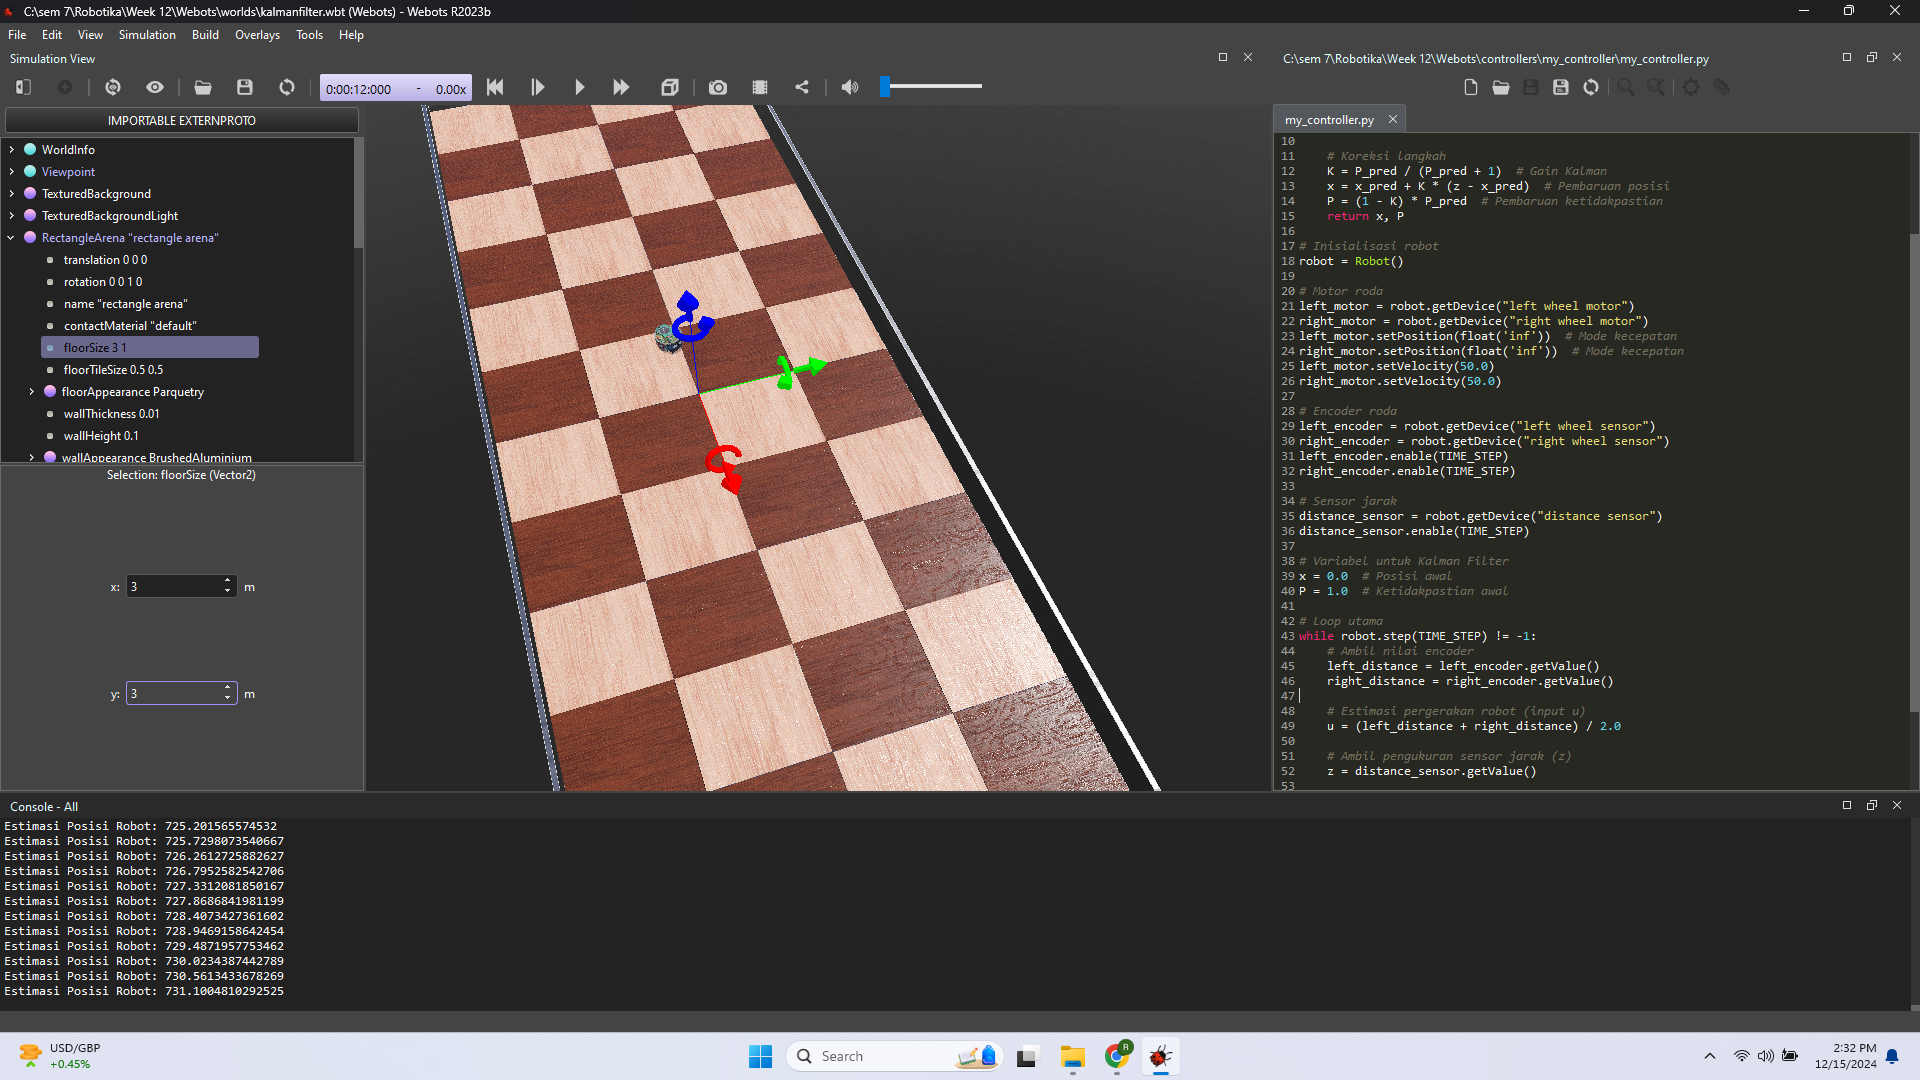 C:\sem 7\Robotika\Week 12\Webots\worlds\kalmanfilter.wbt (Webots) - Webots R2023b
File Edit View Simulation Build Overlays Tools Help
Simulation View
0:00:12:000 - 0.00x
IMPORTABLE EXTERNPROTO
WorldInfo
Viewpoint
TexturedBackground
TexturedBackgroundLight
RectangleArena "rectangle arena"
translation 0 0 0
rotation 0 0 1 0
name "rectangle arena"
contactMaterial "default"
floorSize 3 1
floorTileSize 0.5 0.5
floorAppearance Parquetry
wallThickness 0.01
wallHeight 0.1
wallAppearance BrushedAluminium
Selection: floorSize (Vector2)
x: 3 m
y: 3 m
C:\sem 7\Robotika\Week 12\Webots\controllers\my_controller\my_controller.py
my_controller.py
10
11 # Koreksi langkah
12 K = P_pred / (P_pred + 1)  # Gain Kalman
13 x = x_pred + K * (z - x_pred)  # Pembaruan posisi
14 P = (1 - K) * P_pred  # Pembaruan ketidakpastian
15 return x, P
16
17 # Inisialisasi robot
18 robot = Robot()
19
20 # Motor roda
21 left_motor = robot.getDevice("left wheel motor")
22 right_motor = robot.getDevice("right wheel motor")
23 left_motor.setPosition(float('inf'))  # Mode kecepatan
24 right_motor.setPosition(float('inf'))  # Mode kecepatan
25 left_motor.setVelocity(50.0)
26 right_motor.setVelocity(50.0)
27
28 # Encoder roda
29 left_encoder = robot.getDevice("left wheel sensor")
30 right_encoder = robot.getDevice("right wheel sensor")
31 left_encoder.enable(TIME_STEP)
32 right_encoder.enable(TIME_STEP)
33
34 # Sensor jarak
35 distance_sensor = robot.getDevice("distance sensor")
36 distance_sensor.enable(TIME_STEP)
37
38 # Variabel untuk Kalman Filter
39 x = 0.0  # Posisi awal
40 P = 1.0  # Ketidakpastian awal
41
42 # Loop utama
43 while robot.step(TIME_STEP) != -1:
44 # Ambil nilai encoder
45 left_distance = left_encoder.getValue()
46 right_distance = right_encoder.getValue()
47
48 # Estimasi pergerakan robot (input u)
49 u = (left_distance + right_distance) / 2.0
50
51 # Ambil pengukuran sensor jarak (z)
52 z = distance_sensor.getValue()
53
Console - All
Estimasi Posisi Robot: 725.201565574532
Estimasi Posisi Robot: 725.7298073540667
Estimasi Posisi Robot: 726.2612725882627
Estimasi Posisi Robot: 726.7952582542706
Estimasi Posisi Robot: 727.3312081850167
Estimasi Posisi Robot: 727.8686841981199
Estimasi Posisi Robot: 728.4073427361602
Estimasi Posisi Robot: 728.9469158642454
Estimasi Posisi Robot: 729.4871957753462
Estimasi Posisi Robot: 730.0234387442789
Estimasi Posisi Robot: 730.5613433678269
Estimasi Posisi Robot: 731.1004810292525
USD/GBP
+0.45%
Search
R
2:32 PM
12/15/2024